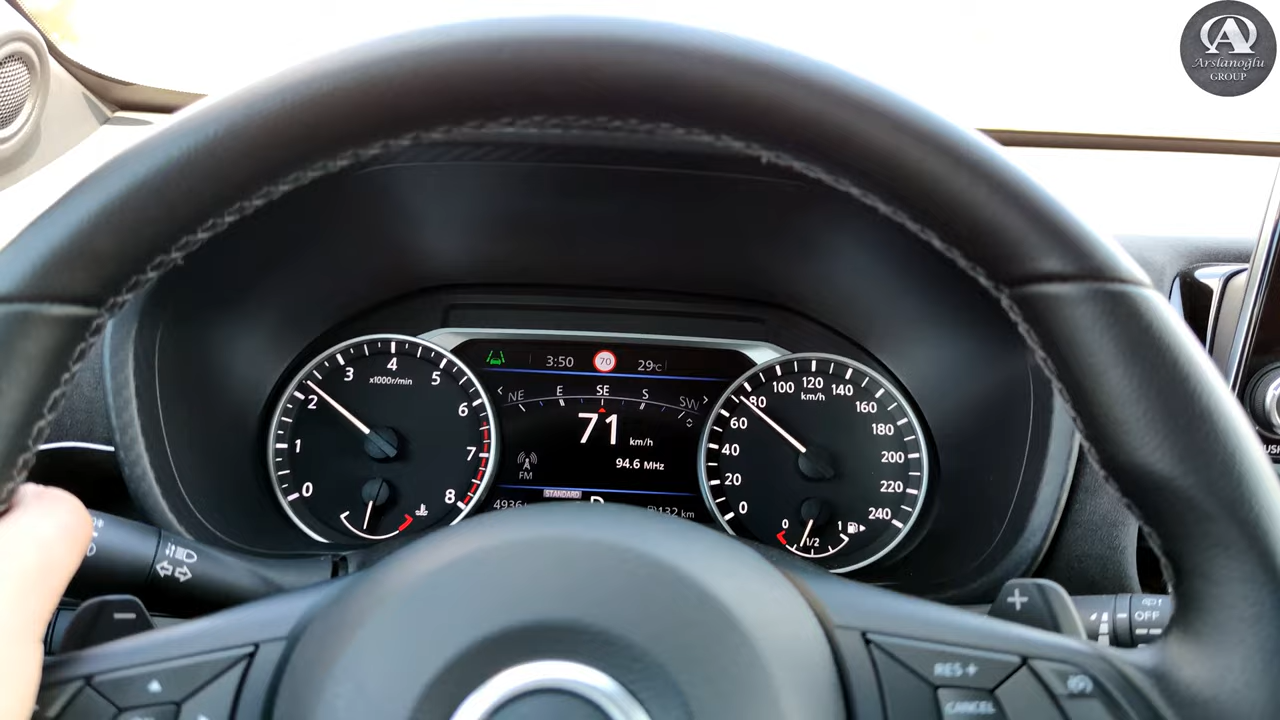 Arslanoğlu
GROUP
3:50 70 29°C
NE E SE S SW
71 km/h
FM
94.6 MHz
STANDARD
132 km
0 1 2 3 4 5 6 7 8
x1000r/min
0 20 40 60 80 100 120 140 160 180 200 220 240
km/h
0 1/2 1
−
+
OFF
RES +
CANCEL